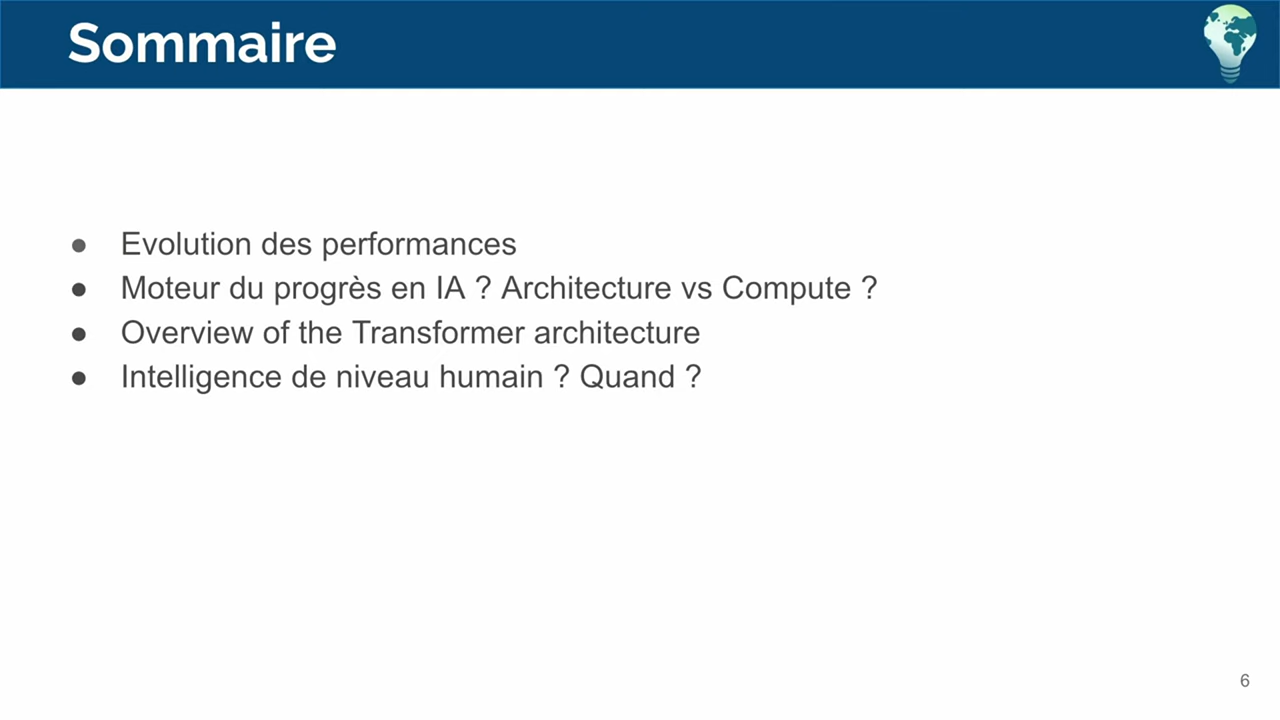 Sommaire
● Evolution des performances
● Moteur du progrès en IA ? Architecture vs Compute ?
● Overview of the Transformer architecture
● Intelligence de niveau humain ? Quand ?
6